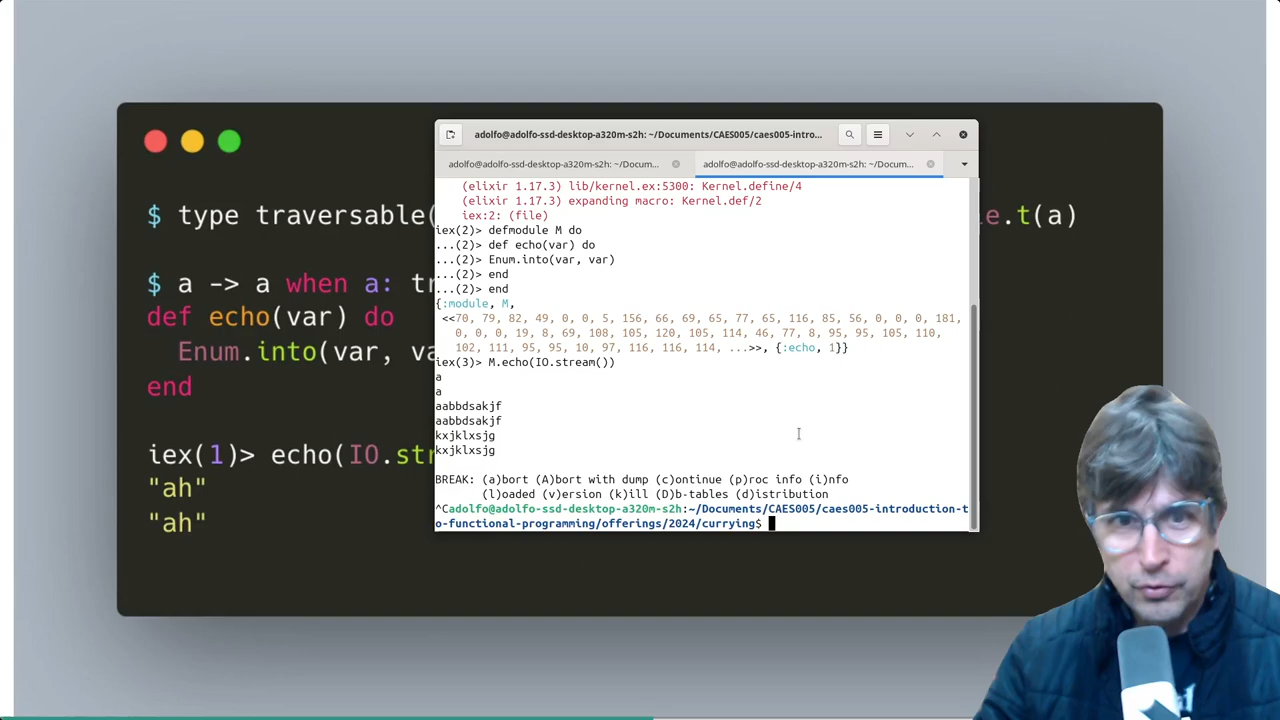 $ type traversable(
e.t(a)
$ a -> a when a: tr
def echo(var) do
Enum.into(var, va
end
iex(1)> echo(IO.str
"ah"
"ah"
adolfo@adolfo-ssd-desktop-a320m-s2h: ~/Documents/CAES005/caes005-intro...
adolfo@adolfo-ssd-desktop-a320m-s2h: ~/Docum...
adolfo@adolfo-ssd-desktop-a320m-s2h: ~/Docum...
(elixir 1.17.3) lib/kernel.ex:5300: Kernel.define/4
(elixir 1.17.3) expanding macro: Kernel.def/2
iex:2: (file)
iex(2)> defmodule M do
...(2)> def echo(var) do
...(2)> Enum.into(var, var)
...(2)> end
...(2)> end
{:module, M,
<<70, 79, 82, 49, 0, 0, 5, 156, 66, 69, 65, 77, 65, 116, 85, 56, 0, 0, 0, 181,
0, 0, 0, 19, 8, 69, 108, 105, 120, 105, 114, 46, 77, 8, 95, 95, 105, 110,
102, 111, 95, 95, 10, 97, 116, 116, 114, ...>>, {:echo, 1}}
iex(3)> M.echo(IO.stream())
a
a
aabbdsakjf
aabbdsakjf
kxjklxsjg
kxjklxsjg
BREAK: (a)bort (A)Bort with dump (c)ontinue (p)roc info (i)nfo
(l)oaded (v)ersion (k)ill (D)b-tables (d)istribution
^Cadolfo@adolfo-ssd-desktop-a320m-s2h:~/Documents/CAES005/caes005-introduction-t
o-functional-programming/offerings/2024/currying$